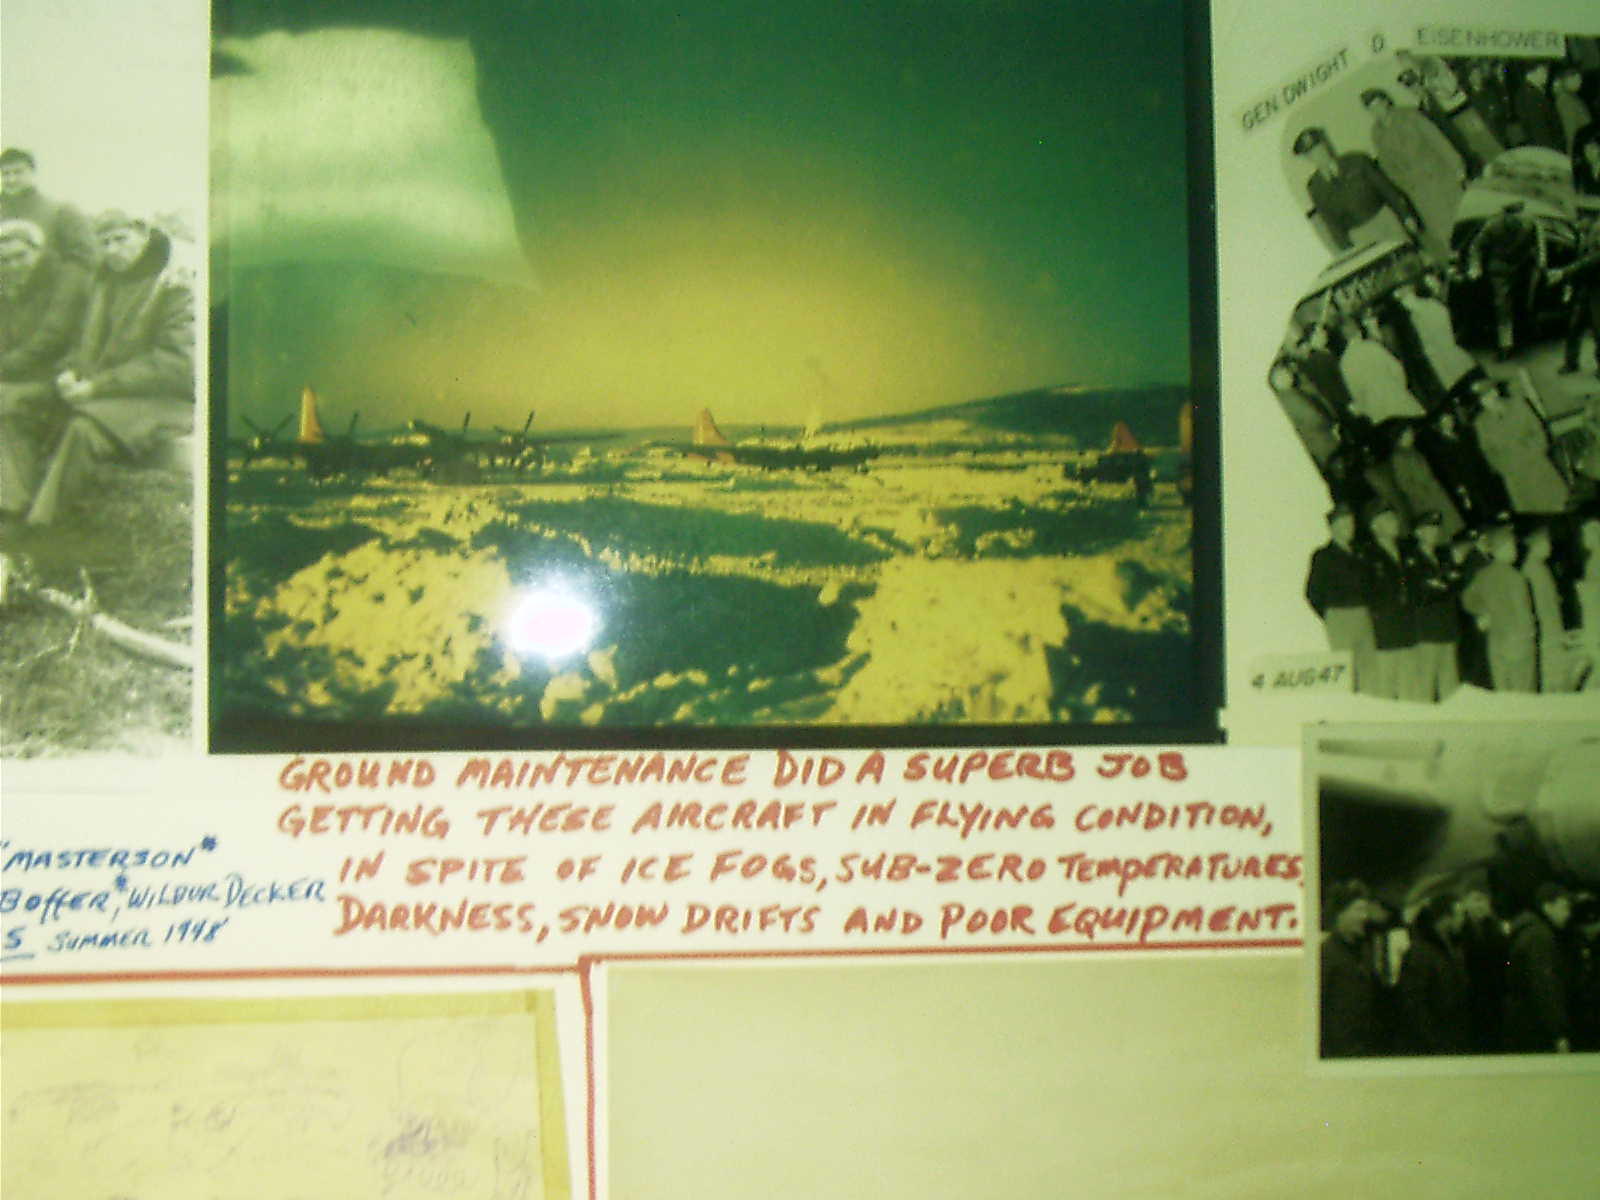 GEN. DWIGHT D EISENHOWER
4 AUG 47
GROUND MAINTENANCE DID A SUPERB JOB
GETTING THESE AIRCRAFT IN FLYING CONDITION,
IN SPITE OF ICE FOGS, SUB-ZERO TEMPERATURES,
DARKNESS, SNOW DRIFTS AND POOR EQUIPMENT.
"MASTERSON"
BOFFER, WILBUR DECKER
S SUMMER 1948